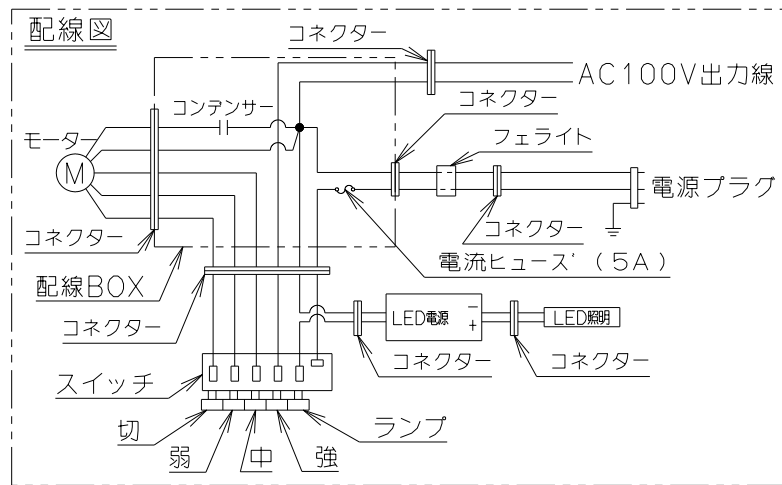 配線図
コネクター
AC100V出力線
コネクター
コンデンサー
フェライト
モーター
M
電源プラグ
コネクター
コネクター
電流ヒューズ（5A）
配線BOX
コネクター
LED電源
－
＋
LED照明
コネクター
コネクター
スイッチ
切
ランプ
弱
中
強